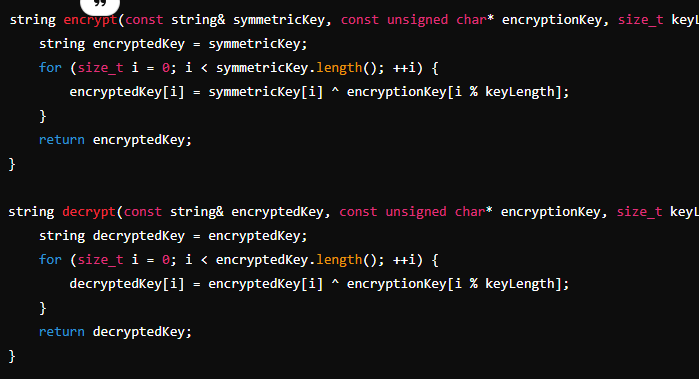 string encrypt(const string& symmetricKey, const unsigned char* encryptionKey, size_t keyL
string encryptedKey = symmetricKey;
for (size_t i = 0; i < symmetricKey.length(); ++i) {
encryptedKey[i] = symmetricKey[i] ^ encryptionKey[i % keyLength];
}
return encryptedKey;
}
string decrypt(const string& encryptedKey, const unsigned char* encryptionKey, size_t keyL
string decryptedKey = encryptedKey;
for (size_t i = 0; i < encryptedKey.length(); ++i) {
decryptedKey[i] = encryptedKey[i] ^ encryptionKey[i % keyLength];
}
return decryptedKey;
}